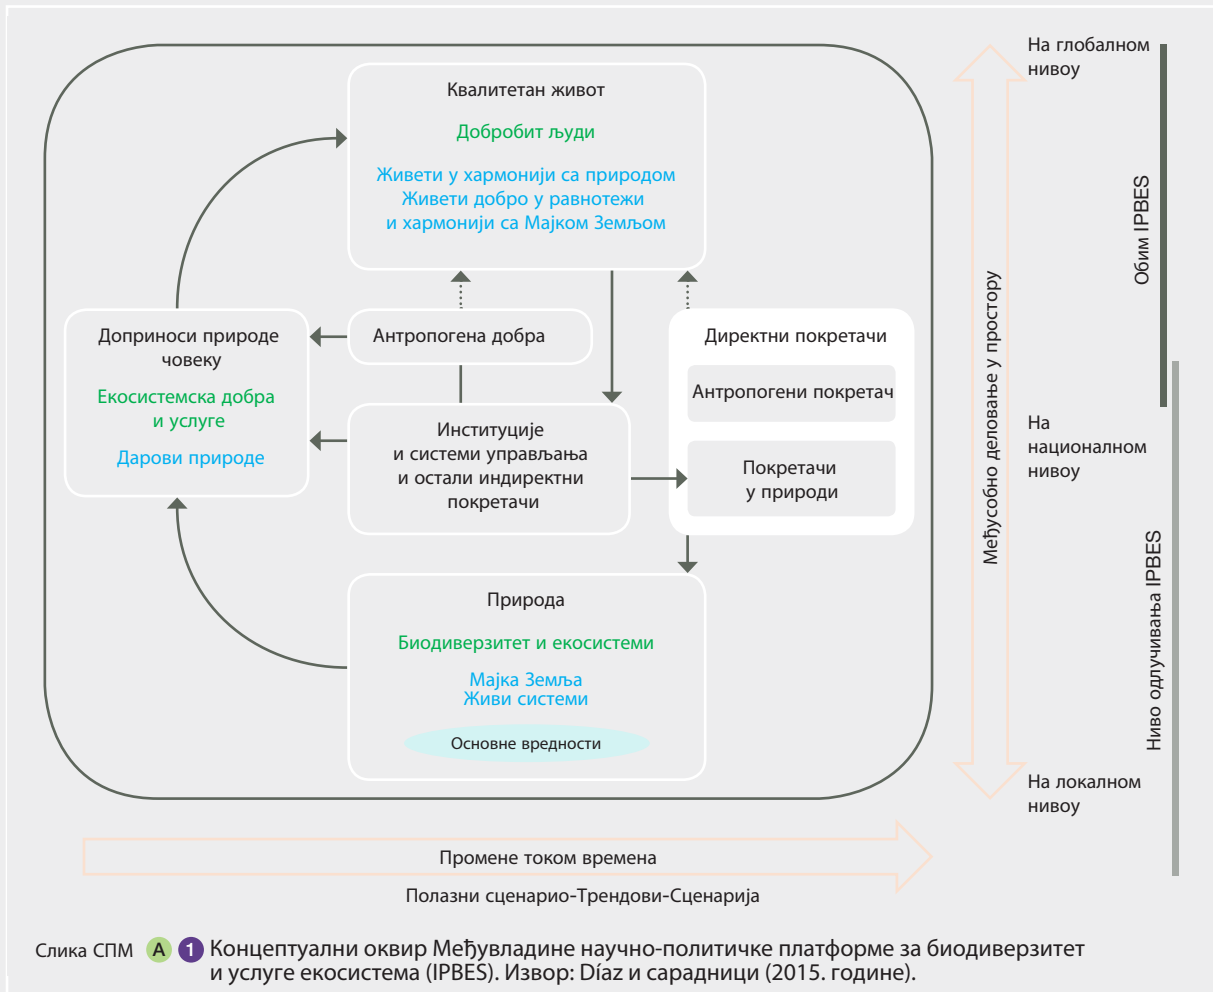 Квалитетан живот
Добробит људи
Живети у хармонији са природом
Живети добро у равнотежи
и хармонији са Мајком Земљом
Доприноси природе
човеку
Екосистемска добра
и услуге
Дарови природе
Антропогена добра
Институције
и системи управљања
и остали индиректни
покретачи
Директни покретачи
Антропогени покретач
Покретачи
у природи
Природа
Биодиверзитет и екосистеми
Мајка Земља
Живи системи
Основне вредности
Међусобно деловање у простору
На глобалном
нивоу
На
националном
нивоу
На локалном
нивоу
Обим IPBES
Ниво одлучивања IPBES
Промене током времена
Полазни сценарио-Трендови-Сценарија
Слика СПМ A 1 Концептуални оквир Међувладине научно-политичке платформе за биодиверзитет
и услуге екосистема (IPBES). Извор: Díaz и сарадници (2015. године).